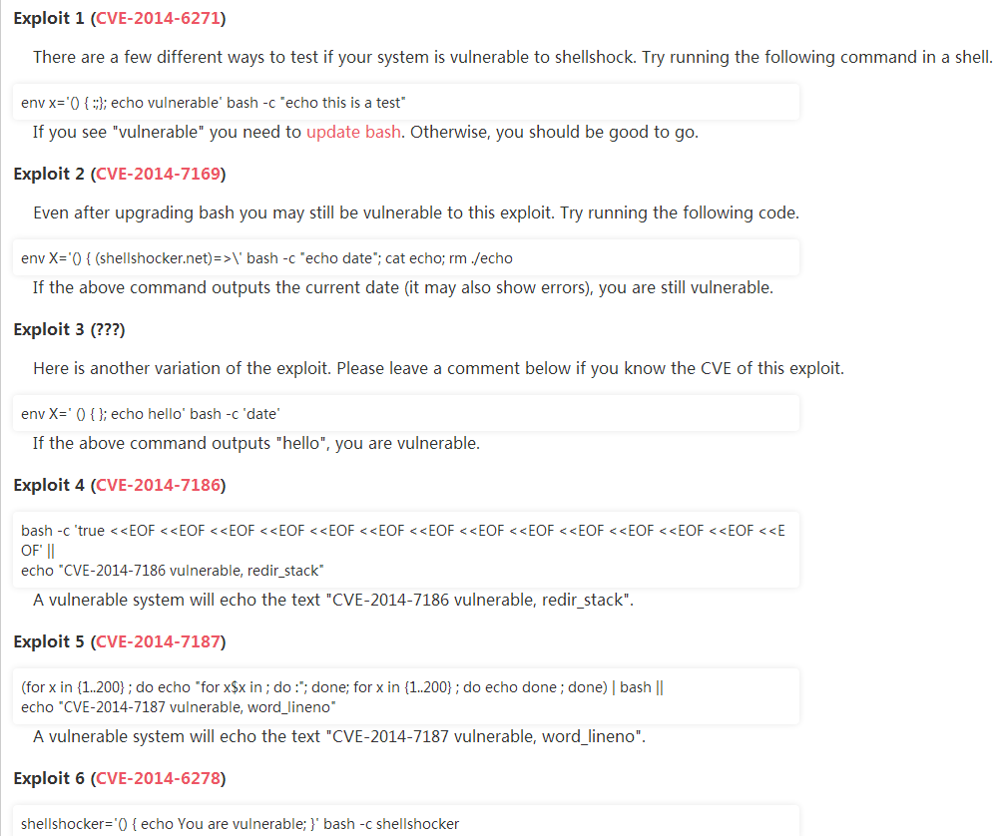 Exploit 1 (CVE-2014-6271)
There are a few different ways to test if your system is vulnerable to shellshock. Try running the following command in a shell.
env x='() { :;}; echo vulnerable' bash -c "echo this is a test"
If you see "vulnerable" you need to update bash. Otherwise, you should be good to go.
Exploit 2 (CVE-2014-7169)
Even after upgrading bash you may still be vulnerable to this exploit. Try running the following code.
env X='() { (shellshocker.net)=>\' bash -c "echo date"; cat echo; rm ./echo
If the above command outputs the current date (it may also show errors), you are still vulnerable.
Exploit 3 (???)
Here is another variation of the exploit. Please leave a comment below if you know the CVE of this exploit.
env X=' () { }; echo hello' bash -c 'date'
If the above command outputs "hello", you are vulnerable.
Exploit 4 (CVE-2014-7186)
bash -c 'true <<EOF <<EOF <<EOF <<EOF <<EOF <<EOF <<EOF <<EOF <<EOF <<EOF <<EOF <<EOF <<EOF <<E
OF' ||
echo "CVE-2014-7186 vulnerable, redir_stack"
A vulnerable system will echo the text "CVE-2014-7186 vulnerable, redir_stack".
Exploit 5 (CVE-2014-7187)
(for x in {1..200} ; do echo "for x$x in ; do :"; done; for x in {1..200} ; do echo done ; done) | bash ||
echo "CVE-2014-7187 vulnerable, word_lineno"
A vulnerable system will echo the text "CVE-2014-7187 vulnerable, word_lineno".
Exploit 6 (CVE-2014-6278)
shellshocker='() { echo You are vulnerable; }' bash -c shellshocker